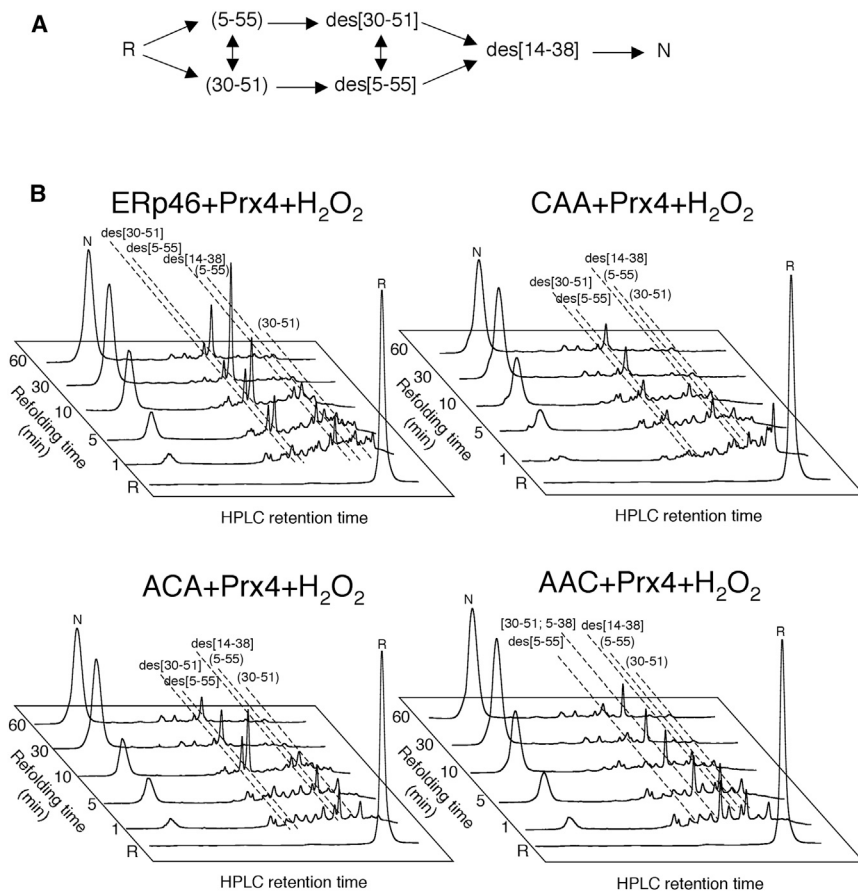 A
(5-55) des[30-51]
R des[14-38] N
(30-51) des[5-55]
B
ERp46+Prx4+H2O2
N
des[30-51]
des[5-55]
des[14-38]
(5-55)
(30-51)
R
60
30
10
5
1
R
Refolding time
(min)
HPLC retention time
CAA+Prx4+H2O2
N
des[14-38]
(5-55)
des[30-51]
(30-51)
des[5-55]
R
60
30
10
5
1
R
Refolding time
(min)
HPLC retention time
ACA+Prx4+H2O2
N
des[14-38]
(5-55)
des[30-51]
(30-51)
des[5-55]
R
60
30
10
5
1
R
Refolding time
(min)
HPLC retention time
AAC+Prx4+H2O2
N
[30-51; 5-38]
des[14-38]
des[5-55]
(5-55)
(30-51)
R
60
30
10
5
1
R
Refolding time
(min)
HPLC retention time